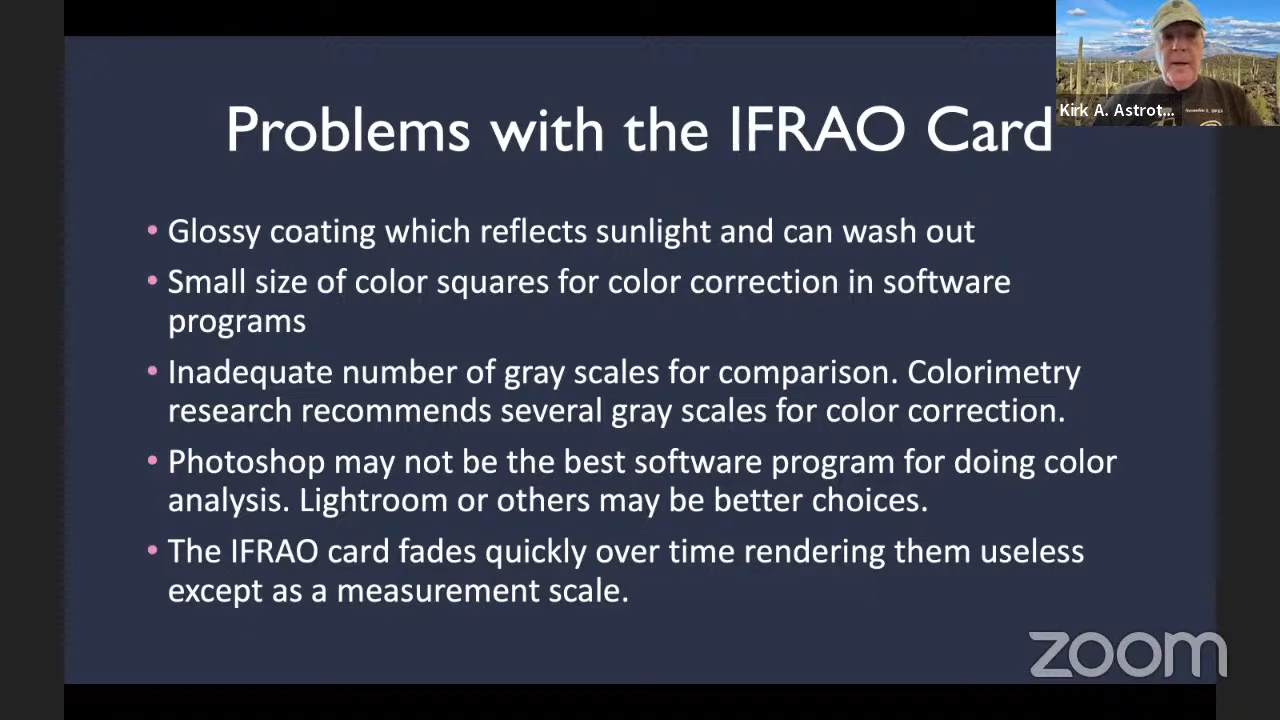 Problems with the IFRAO Card
Kirk A. Astrot...
• Glossy coating which reflects sunlight and can wash out
• Small size of color squares for color correction in software
programs
• Inadequate number of gray scales for comparison. Colorimetry
research recommends several gray scales for color correction.
• Photoshop may not be the best software program for doing color
analysis. Lightroom or others may be better choices.
• The IFRAO card fades quickly over time rendering them useless
except as a measurement scale.
zoom